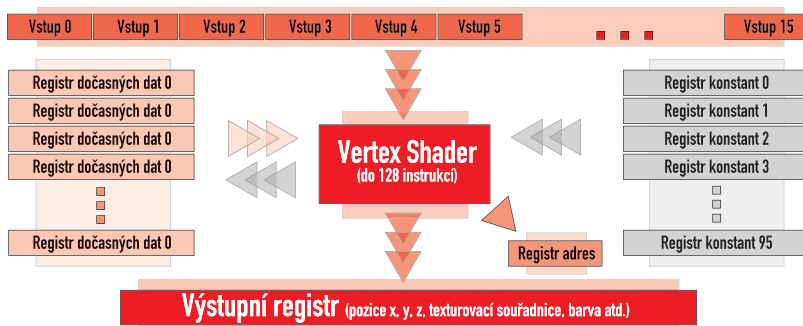 Vstup 0 Vstup 1 Vstup 2 Vstup 3 Vstup 4 Vstup 5 Vstup 15
Registr dočasných dat 0
Registr dočasných dat 0
Registr dočasných dat 0
Registr dočasných dat 0
Registr dočasných dat 0
Vertex Shader
(do 128 instrukcí)
Registr konstant 0
Registr konstant 1
Registr konstant 2
Registr konstant 3
Registr konstant 95
Registr adres
Výstupní registr (pozice x, y, z, texturovací souřadnice, barva atd.)